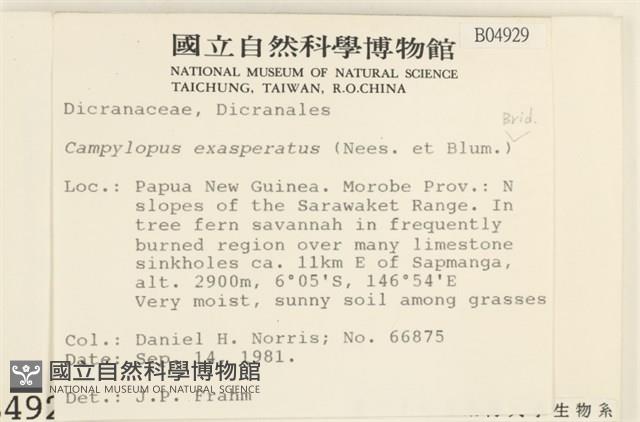 B04929
國立自然科學博物館
NATIONAL MUSEUM OF NATURAL SCIENCE
TAICHUNG, TAIWAN, R.O.CHINA
Dicranaceae, Dicranales
Brid.
Campylopus exasperatus (Nees. et Blum.)
Loc.: Papua New Guinea. Morobe Prov.: N
slopes of the Sarawaket Range. In
tree fern savannah in frequently
burned region over many limestone
sinkholes ca. 11km E of Sapmanga,
alt. 2900m, 6°05'S, 146°54'E
Very moist, sunny soil among grasses
Col.: Daniel H. Norris; No. 66875
Date: Sep. 14, 1981.
國立自然科學博物館
NATIONAL MUSEUM OF NATURAL SCIENCE
Det.: J.P. Frahm
492
生物系